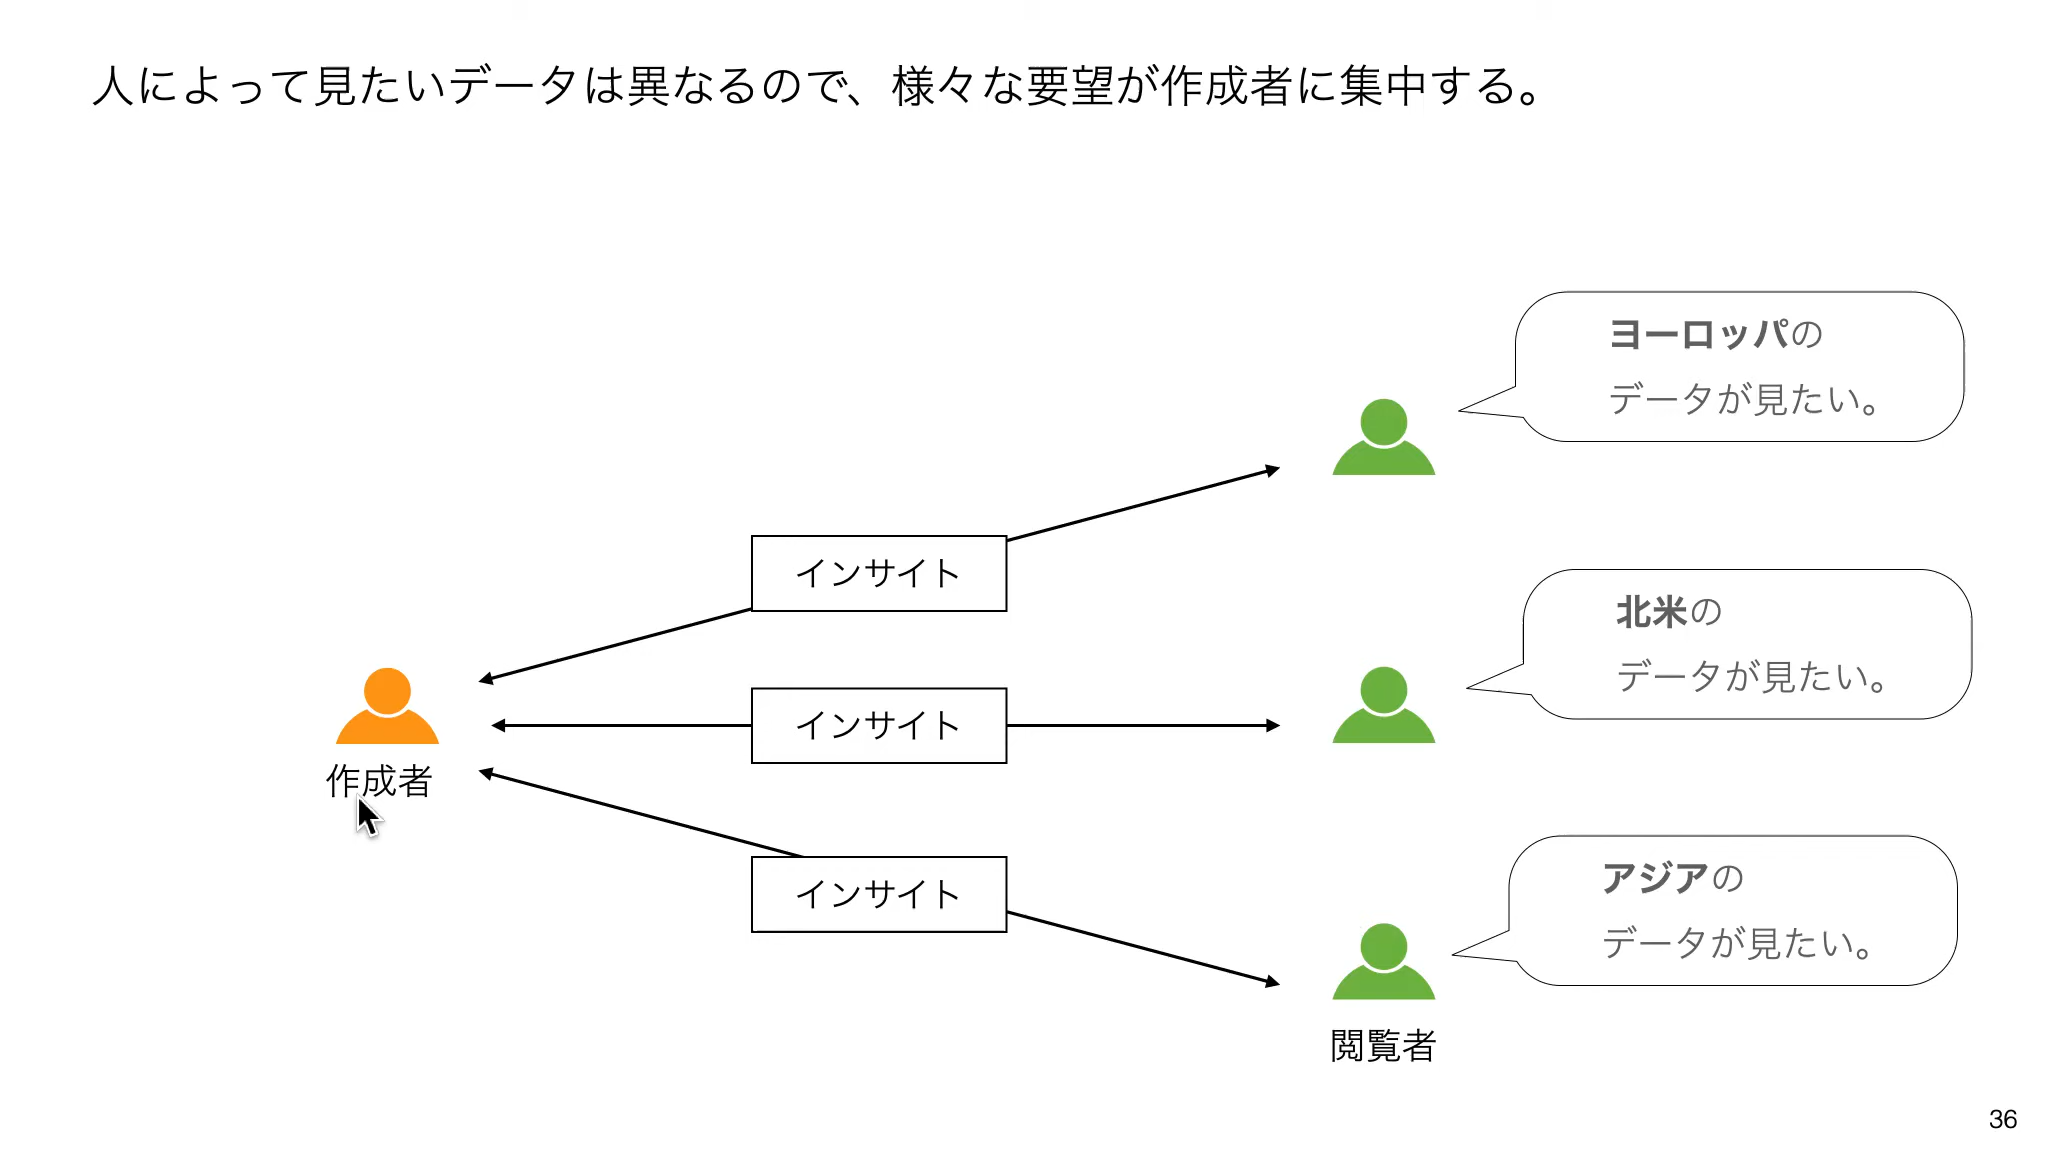 人によって見たいデータは異なるので、様々な要望が作成者に集中する。
ヨーロッパの
データが見たい。
インサイト
北米の
データが見たい。
インサイト
作成者
アジアの
データが見たい。
インサイト
閲覧者
36